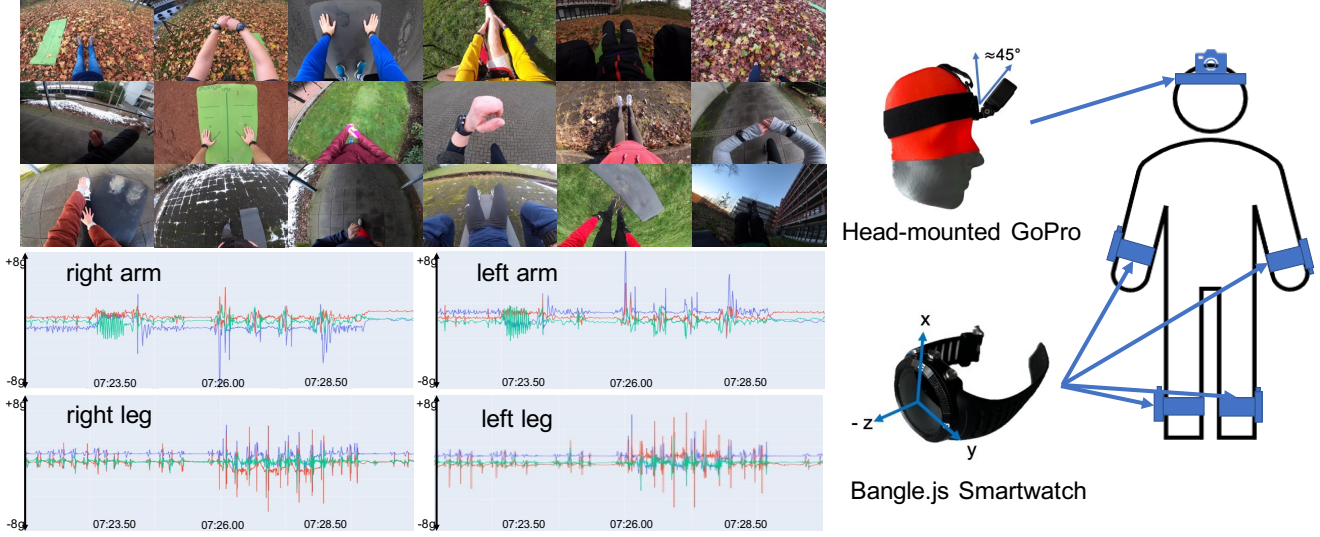 +8g
right arm
-8g
07:23.50
07:26.00
07:28.50
+8g
left arm
-8g
07:23.50
07:26.00
07:28.50
+8g
right leg
-8g
07:23.50
07:26.00
07:28.50
+8g
left leg
-8g
07:23.50
07:26.00
07:28.50
≈45°
Head-mounted GoPro
x
- z
y
Bangle.js Smartwatch